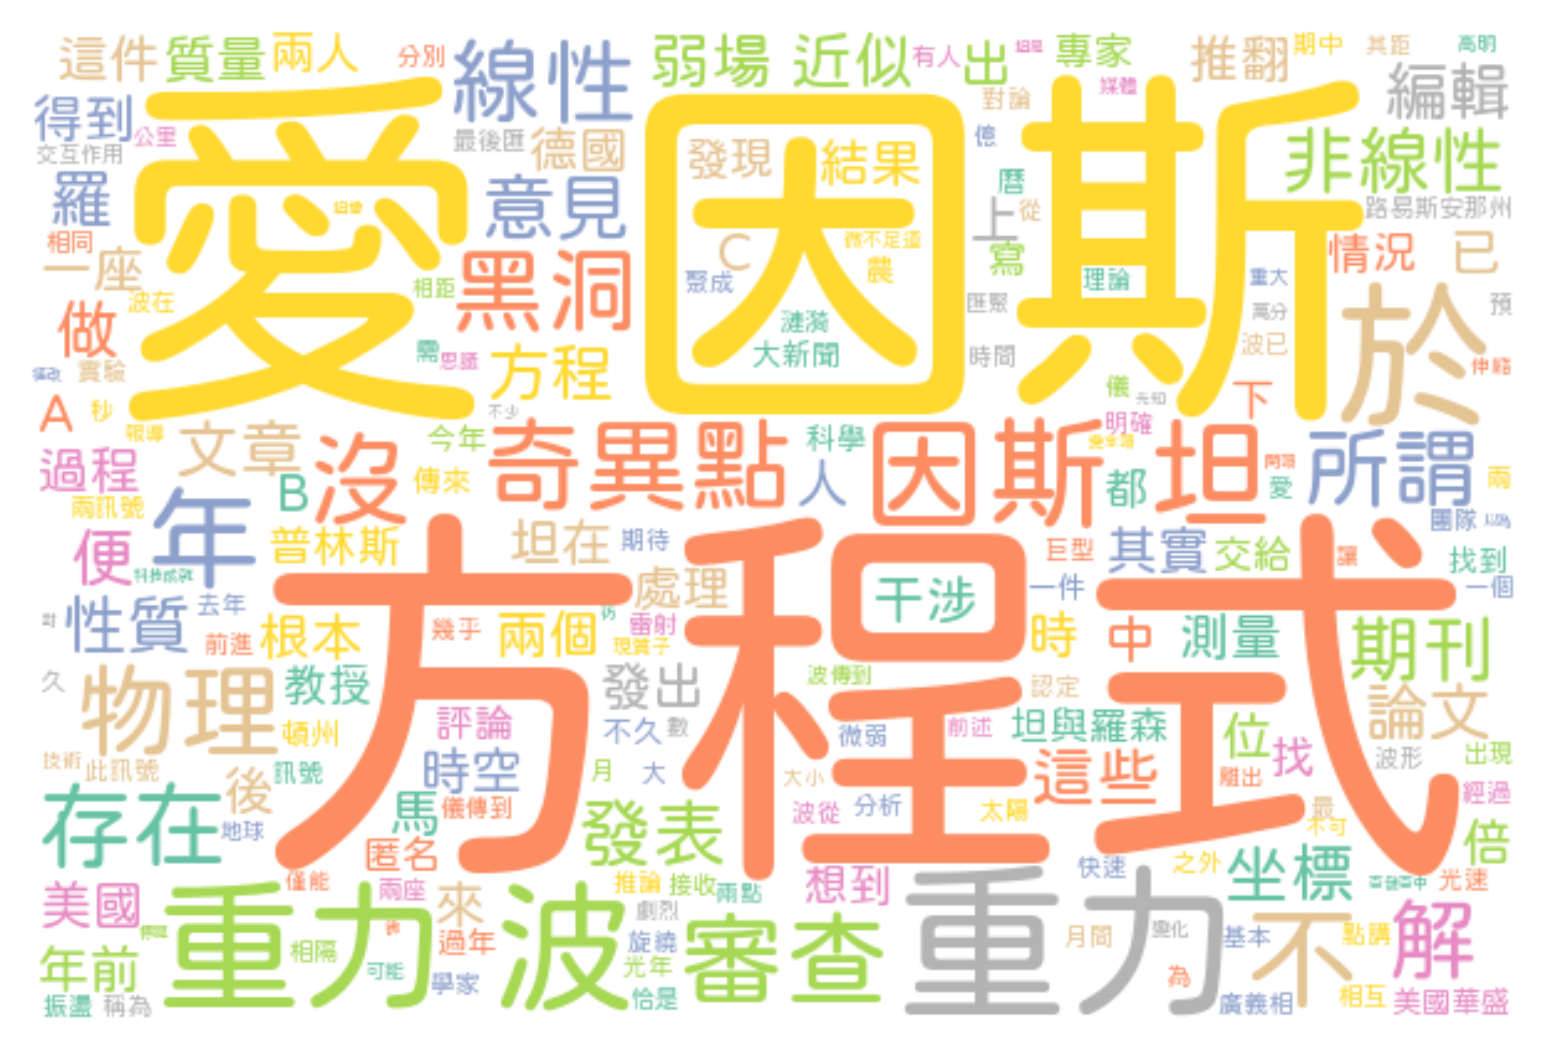 這件 質量 兩人 分別 線性 弱場 近似 有人 出 但是 專家 推翻 期中 其距 高明
得到 公里 交互作用 最後匯 德國 對論 媒體 編輯
愛因斯
發現 結果 億 非線性
羅 意見 C 微不足道 農 聚成 上 從 曆 寫 理論 重大 路易斯安那州
相同 一座 波在 相距 黑洞 漣漪 大新聞 匯聚 高分 情況 已
做 實驗 需 思議 方程 時間 波已 於 預 伸縮
A 秒 報導 不少 儀 先知 明確 下
過程 文章 沒 今年 傳來 奇異點 科學 人 因斯坦 都 愛 所謂 兩
兩訊號 B 年 團隊
便 科技成就 普林斯 坦在 期待 巨型 其實 交給 讓 找到
方程式
性質 去年 前進 根本 幾乎 兩個 處理 雷射 干涉 一件 時 中 測量 一個 期刊
久 物理 教授 發出 波傳到 認定 論文
頓州 評論 不久 數 微弱 前述 坦與羅森 位 找 波形 出現
技術 此訊號 後 訊號 時空 月 大 大小 這些 離出 經過
存在 地球 馬 儀傳到 發表 波從 分析 太陽 最 不可 倍
匿名 快速 之外 坐標 光速
美國 僅能 兩座 來 推論 接收 兩點 想到
年前 重力波 相隔 過年 劇烈 旋繞 審查 重力 月間 變化 基本 不 點講 解
振盪 稱為 可能 學家 光年 恰是 為 廣義相 相互 美國華盛